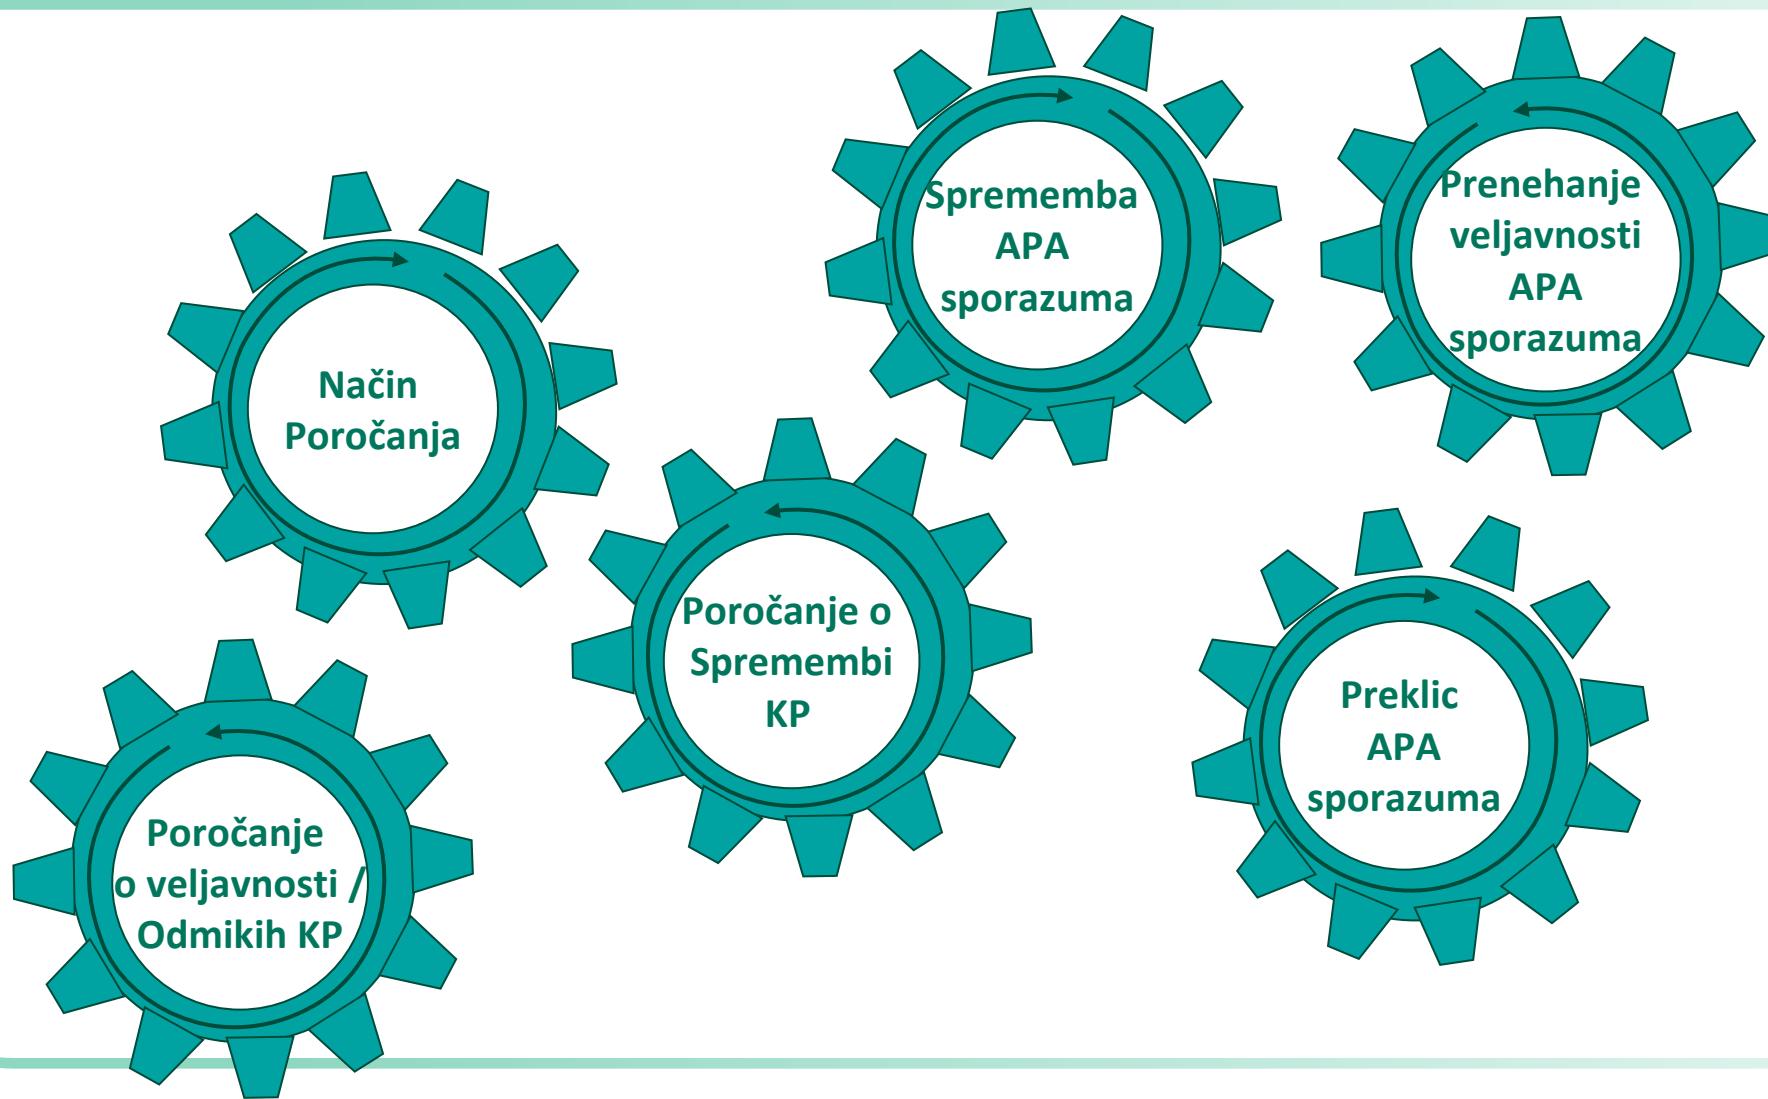 Način
Poročanja
Poročanje
o veljavnosti /
Odmikih KP
Poročanje o
Spremembi
KP
Sprememba
APA
sporazuma
Prenehanje
veljavnosti
APA
sporazuma
Preklic
APA
sporazuma